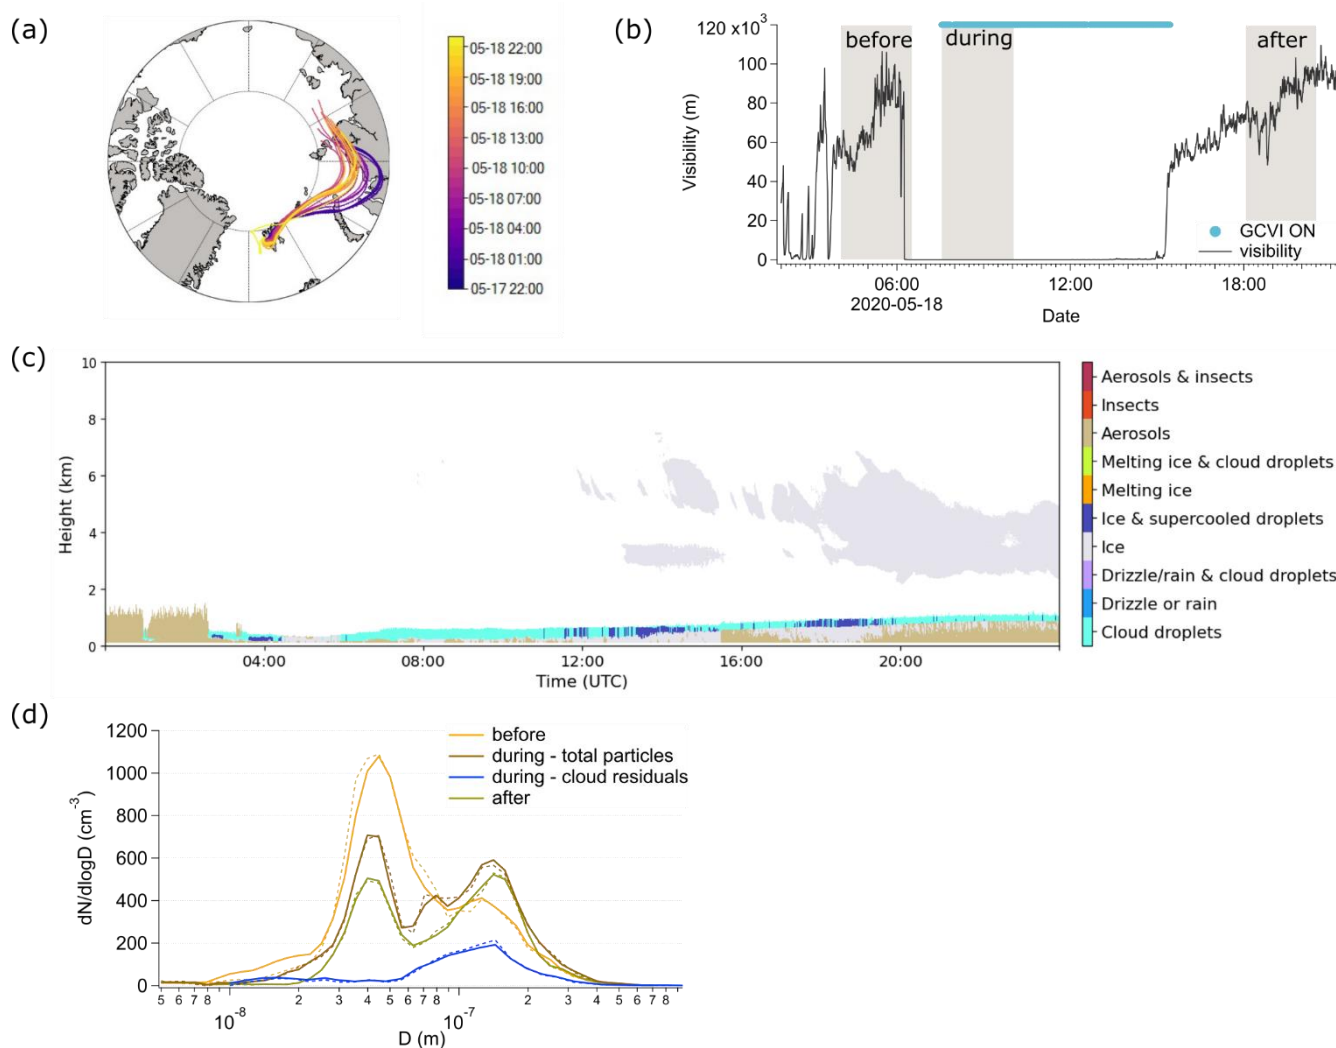 (a)
05-18 22:00
05-18 19:00
05-18 16:00
05-18 13:00
05-18 10:00
05-18 07:00
05-18 04:00
05-18 01:00
05-17 22:00
(b)
120 x10³
100
80
60
40
20
0
Visibility (m)
before
during
after
GCVI ON
visibility
06:00
12:00
18:00
2020-05-18
Date
(c)
10
8
6
4
2
0
Height (km)
04:00
08:00
12:00
16:00
20:00
Time (UTC)
Aerosols & insects
Insects
Aerosols
Melting ice & cloud droplets
Melting ice
Ice & supercooled droplets
Ice
Drizzle/rain & cloud droplets
Drizzle or rain
Cloud droplets
(d)
1200
1000
800
600
400
200
0
dN/dlogD (cm⁻³)
before
during - total particles
during - cloud residuals
after
5 6 7 8 2 3 4 5 6 7 8 2 3 4 5 6 7 8
10⁻⁸
10⁻⁷
D (m)